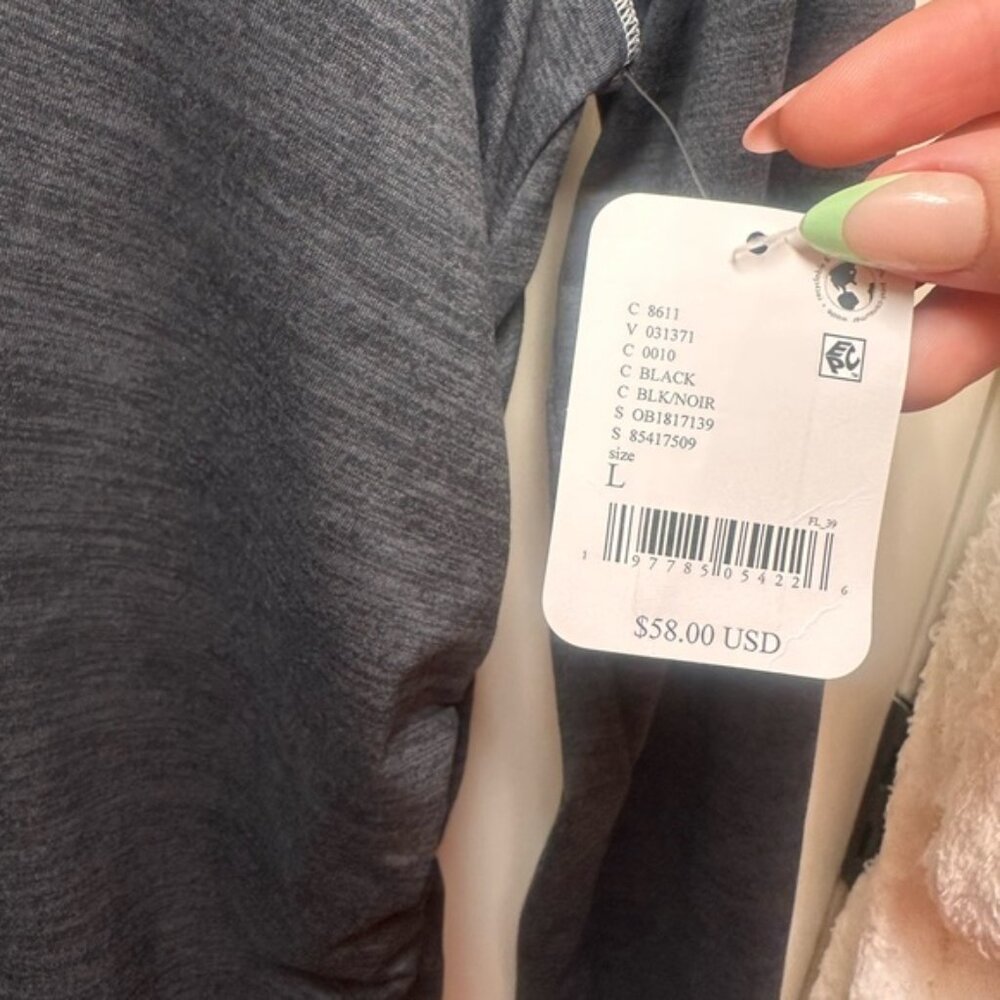 C 8611
V 031371
C 0010
C BLACK
C BLK/NOIR
S OB1817139
S 85417509
size
L
FL_39
1 97785 05422 6
$58.00 USD